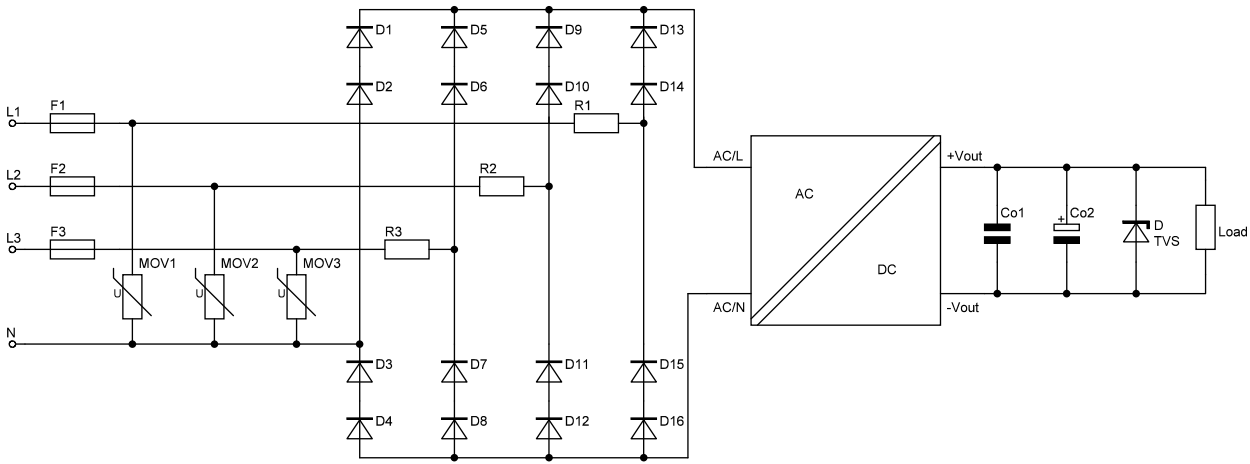 D1
D5
D9
D13
D2
D6
D10
D14
L1
F1
R1
L2
F2
R2
L3
F3
R3
MOV1
MOV2
MOV3
U
U
U
N
D3
D7
D11
D15
D4
D8
D12
D16
AC/L
AC
DC
AC/N
+Vout
-Vout
Co1
+
Co2
D
TVS
Load